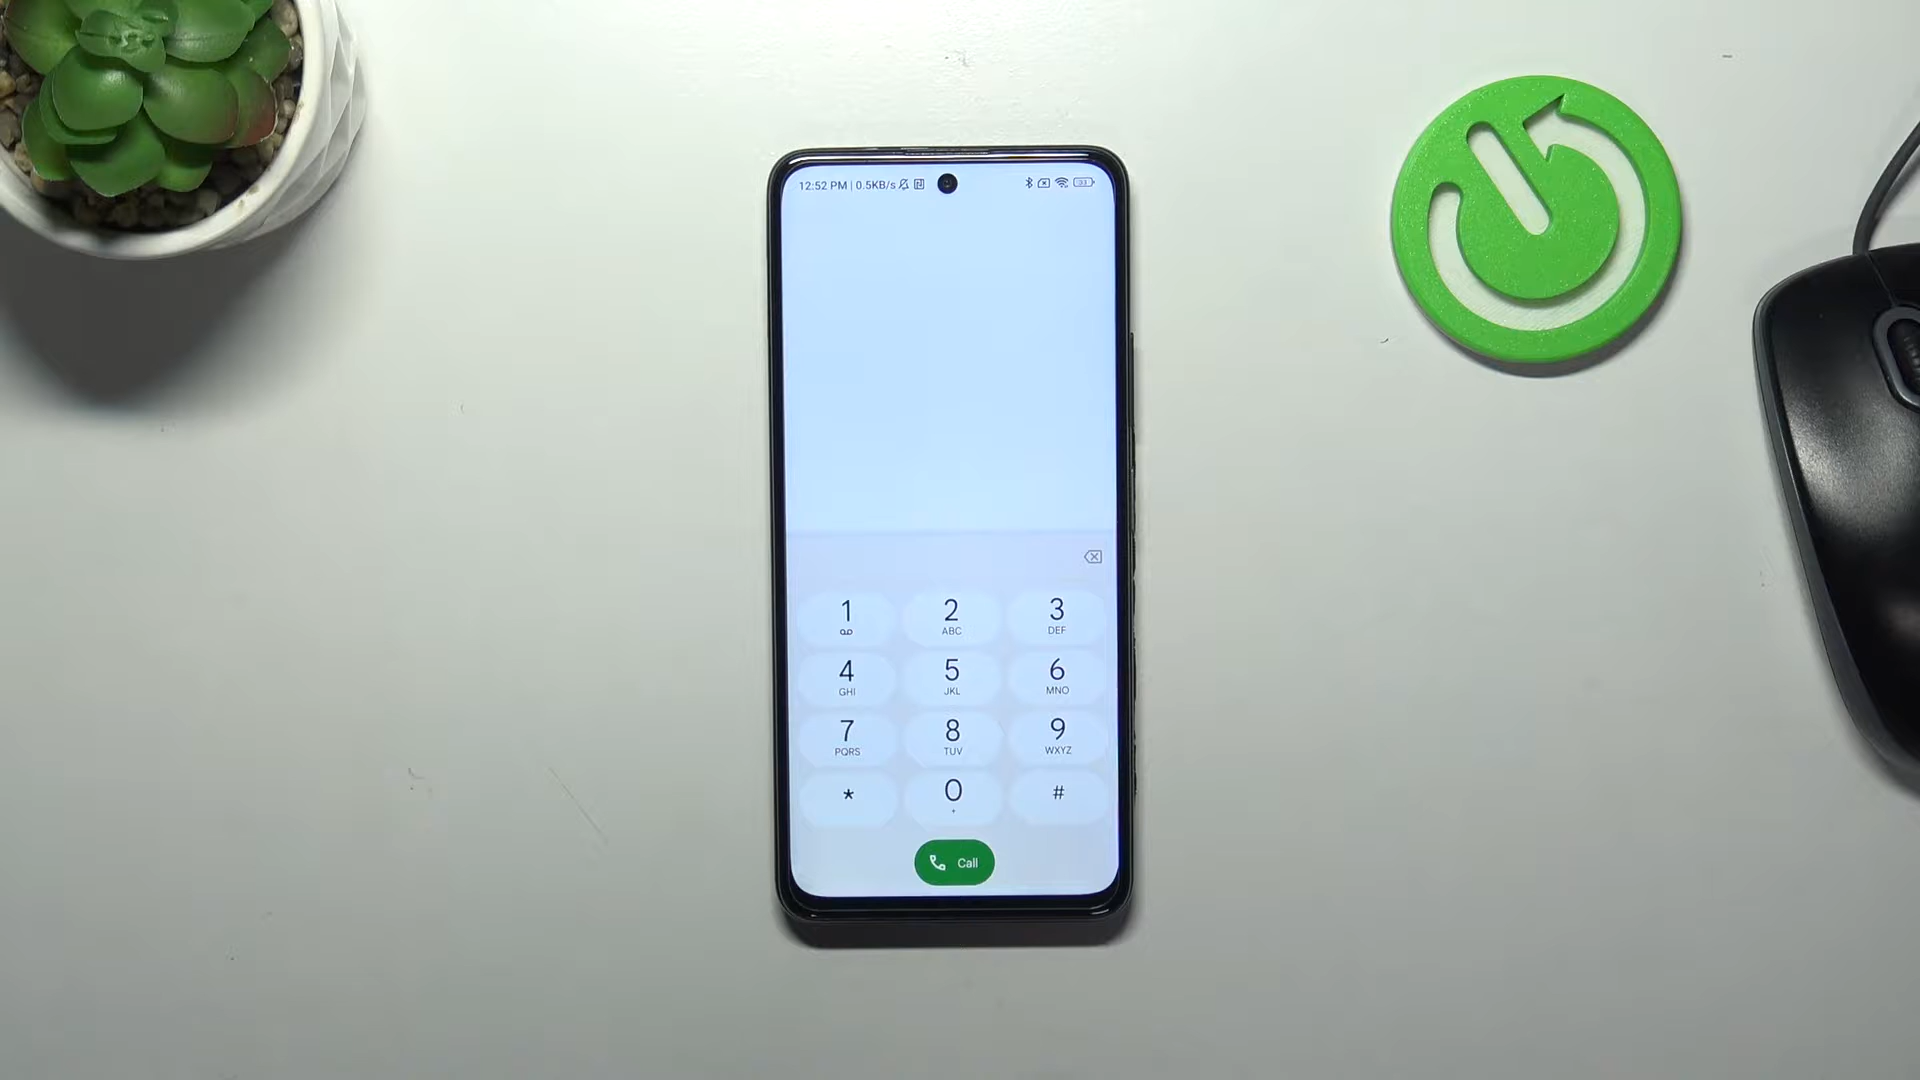 12:52 PM | 0.5KB/s
1 2 3
ABC DEF
4 5 6
GHI JKL MNO
7 8 9
PQRS TUV WXYZ
* 0 #
+
Call